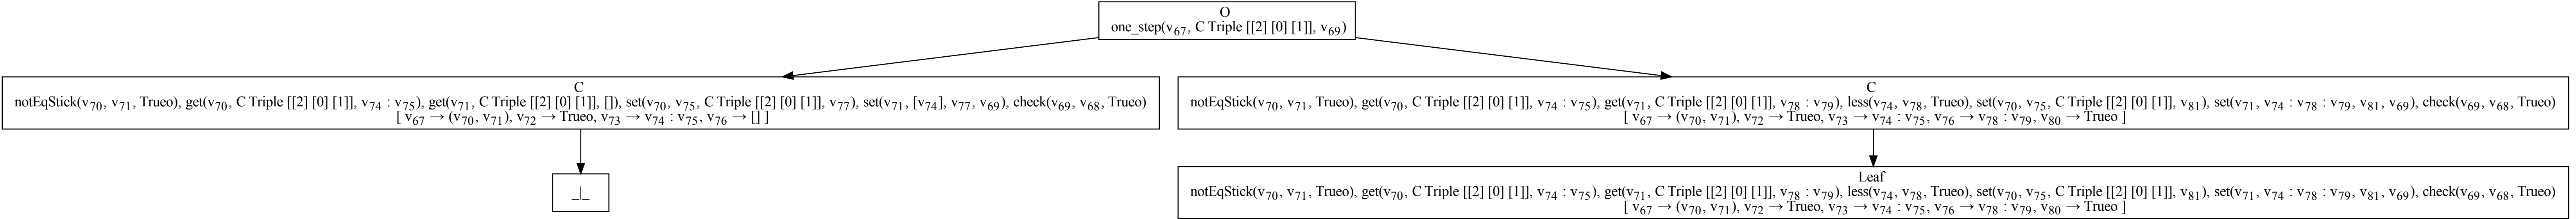 O
one_step(v67, C Triple [[2] [0] [1]], v69)
C
notEqStick(v70, v71, Trueo), get(v70, C Triple [[2] [0] [1]], v74 : v75), get(v71, C Triple [[2] [0] [1]], []), set(v70, v75, C Triple [[2] [0] [1]], v77), set(v71, [v74], v77, v69), check(v69, v68, Trueo)
[ v67 → (v70, v71), v72 → Trueo, v73 → v74 : v75, v76 → [] ]
C
notEqStick(v70, v71, Trueo), get(v70, C Triple [[2] [0] [1]], v74 : v75), get(v71, C Triple [[2] [0] [1]], v78 : v79), less(v74, v78, Trueo), set(v70, v75, C Triple [[2] [0] [1]], v81), set(v71, v74 : v78 : v79, v81, v69), check(v69, v68, Trueo)
[ v67 → (v70, v71), v72 → Trueo, v73 → v74 : v75, v76 → v78 : v79, v80 → Trueo ]
_|_
Leaf
notEqStick(v70, v71, Trueo), get(v70, C Triple [[2] [0] [1]], v74 : v75), get(v71, C Triple [[2] [0] [1]], v78 : v79), less(v74, v78, Trueo), set(v70, v75, C Triple [[2] [0] [1]], v81), set(v71, v74 : v78 : v79, v81, v69), check(v69, v68, Trueo)
[ v67 → (v70, v71), v72 → Trueo, v73 → v74 : v75, v76 → v78 : v79, v80 → Trueo ]